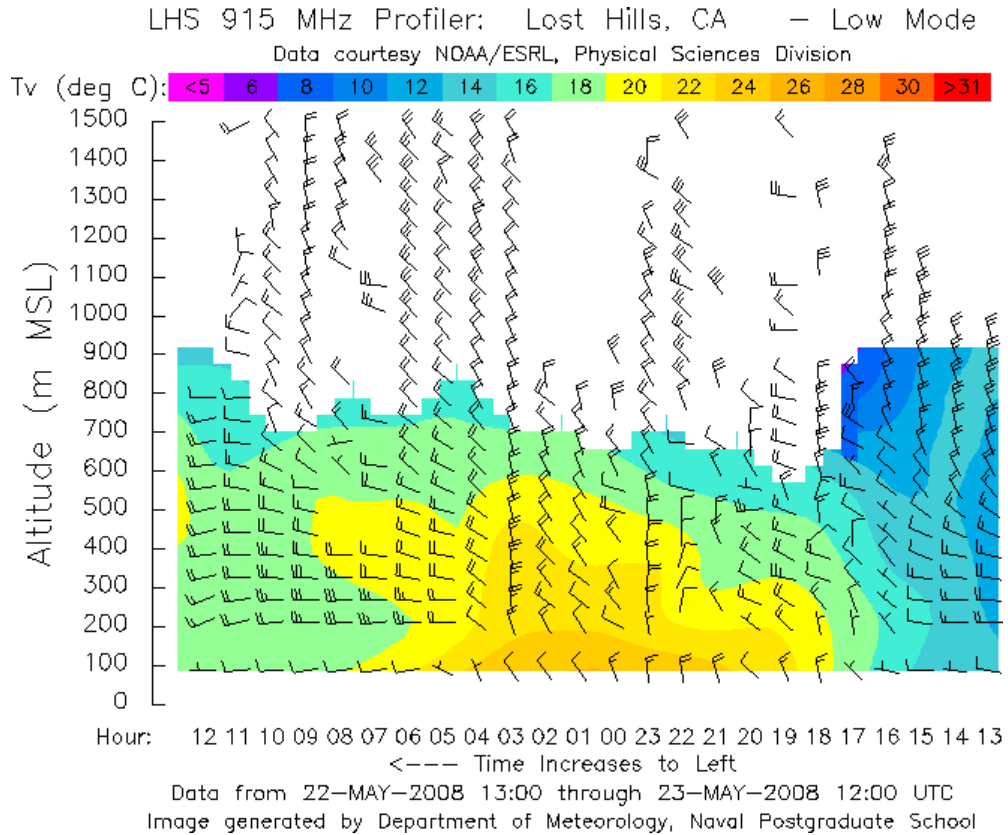 LHS 915 MHz Profiler: Lost Hills, CA – Low Mode
Data courtesy NOAA/ESRL, Physical Sciences Division
Tv (deg C): <5 6 8 10 12 14 16 18 20 22 24 26 28 30 >31
1500
1400
1300
1200
1100
1000
900
800
700
600
500
400
300
200
100
0
Altitude (m MSL)
Hour: 12 11 10 09 08 07 06 05 04 03 02 01 00 23 22 21 20 19 18 17 16 15 14 13
<--- Time Increases to Left
Data from 22-MAY-2008 13:00 through 23-MAY-2008 12:00 UTC
Image generated by Department of Meteorology, Naval Postgraduate School